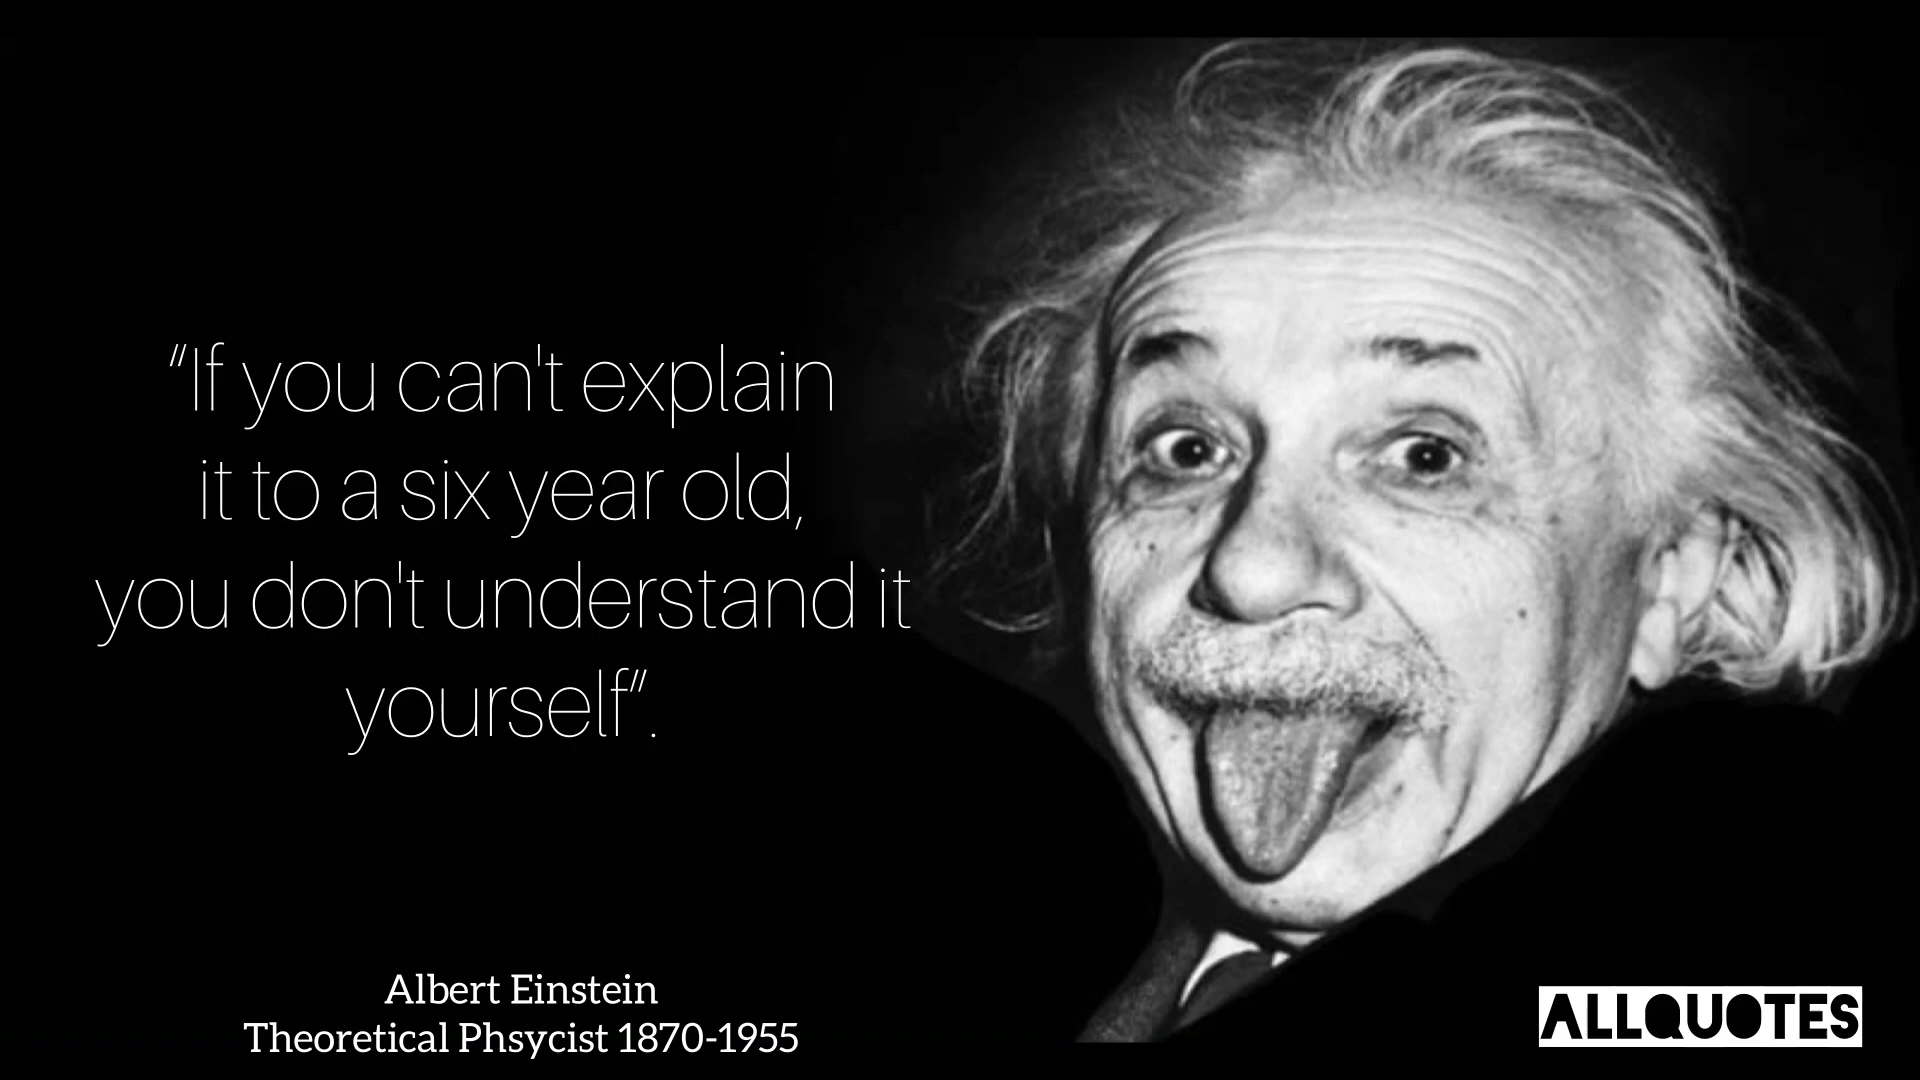 “If you can't explain
it to a six year old,
you don't understand it
yourself”.
Albert Einstein
Theoretical Phsycist 1870-1955
ALLQUOTES